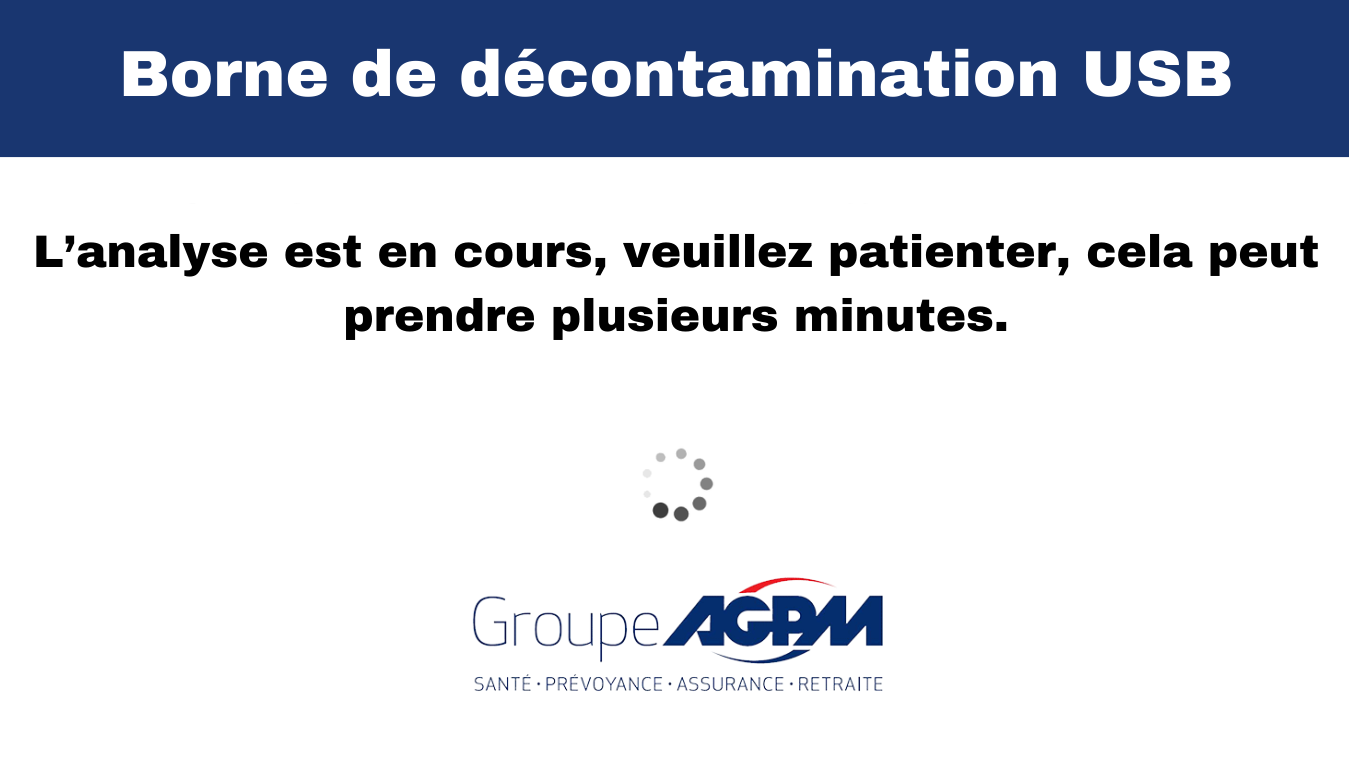 Borne de décontamination USB
L’analyse est en cours, veuillez patienter, cela peut
prendre plusieurs minutes.
Groupe AGPM
SANTÉ • PRÉVOYANCE • ASSURANCE • RETRAITE